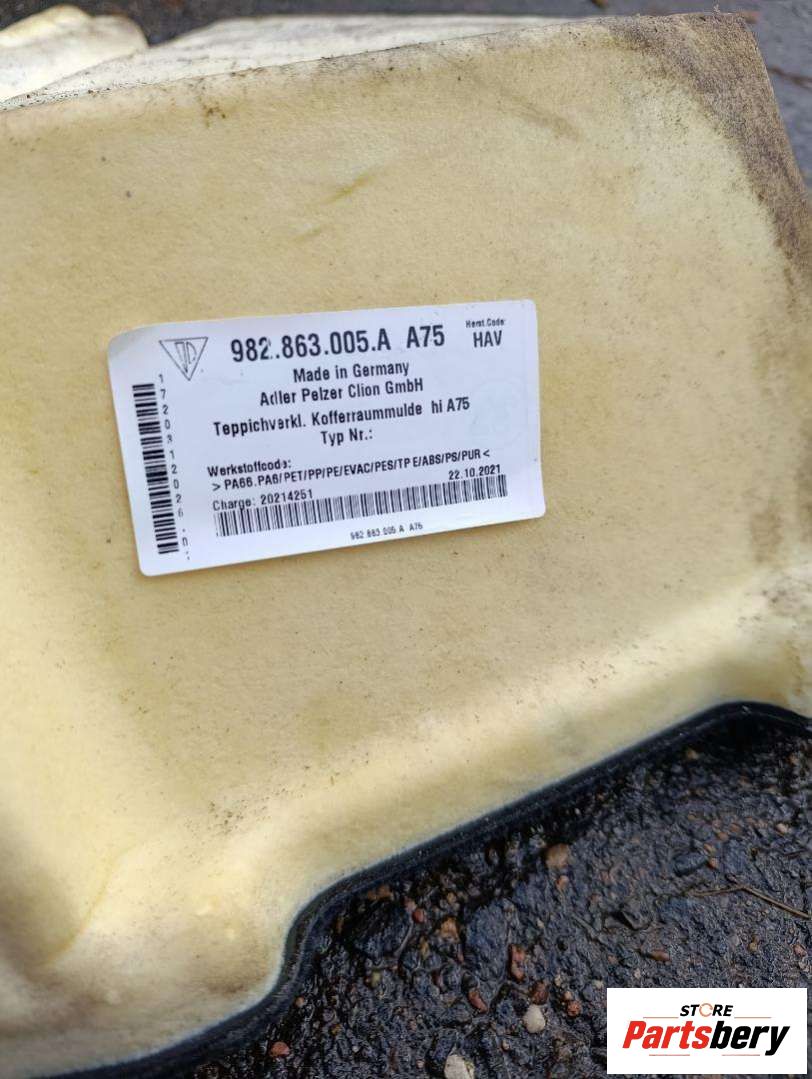 982.863.005.A A75
Herst.Code:
HAV
Made in Germany
Adler Pelzer Clion GmbH
Teppichverkl. Kofferraummulde hi A75
Typ Nr.:
Werkstoffcode:
> PA66.PA6/PET/PP/PE/EVAC/PES/TPE/ABS/PS/PUR <
Charge: 20214251
22.10.2021
982.863.005.A A75
STORE
Partsbery